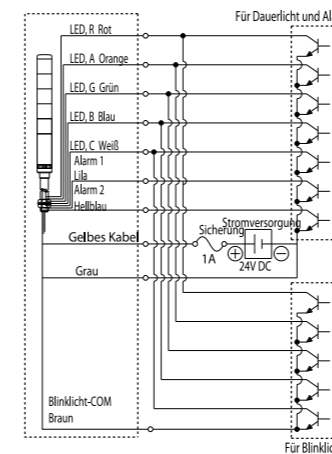 Für Dauerlicht und Al
LED, R Rot
LED, A Orange
LED, G Grün
LED, B Blau
LED, C Weiß
Alarm 1
Lila
Alarm 2
Hellblau
Gelbes Kabel
Sicherung
Stromversorgung
1A
24V DC
Grau
Blinklicht-COM
Braun
Für Blinklic